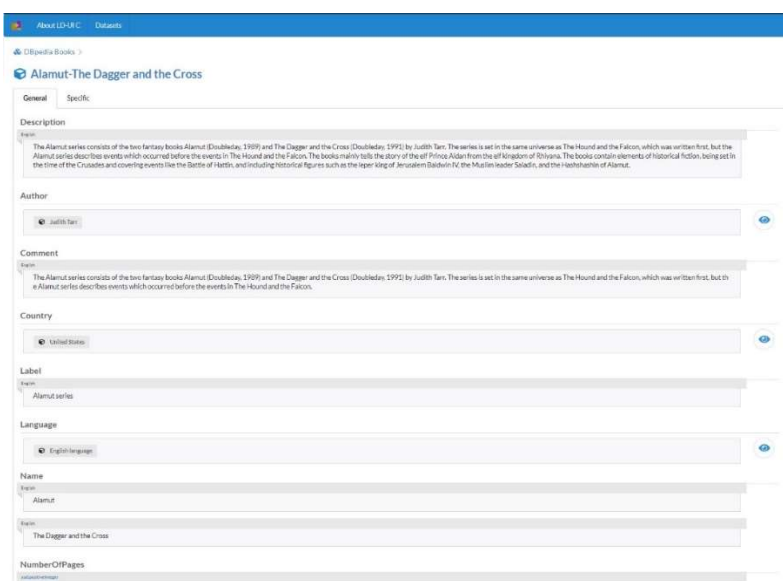 About LD-UI C Datasets
DBpedia Books >
Alamut-The Dagger and the Cross
General Specific
Description
English
The Alamut series consists of the two fantasy books Alamut (Doubleday, 1989) and The Dagger and the Cross (Doubleday, 1991) by Judith Tarr. The series is set in the same universe as The Hound and the Falcon, which was written first, but the
Alamut series describes events which occurred before the events in The Hound and the Falcon. The books mainly tells the story of the elf Prince Aidan from the elf kingdom of Rhiyana. The books contain elements of historical fiction, being set in
the time of the Crusades and covering events like the Battle of Hattin, and including historical figures such as the leper king of Jerusalem Baldwin IV, the Muslim leader Saladin, and the Hashshashin of Alamut.
Author
Judith Tarr
Comment
English
The Alamut series consists of the two fantasy books Alamut (Doubleday, 1989) and The Dagger and the Cross (Doubleday, 1991) by Judith Tarr. The series is set in the same universe as The Hound and the Falcon, which was written first, but th
e Alamut series describes events which occurred before the events in The Hound and the Falcon.
Country
United States
Label
English
Alamut series
Language
English language
Name
English
Alamut
English
The Dagger and the Cross
NumberOfPages